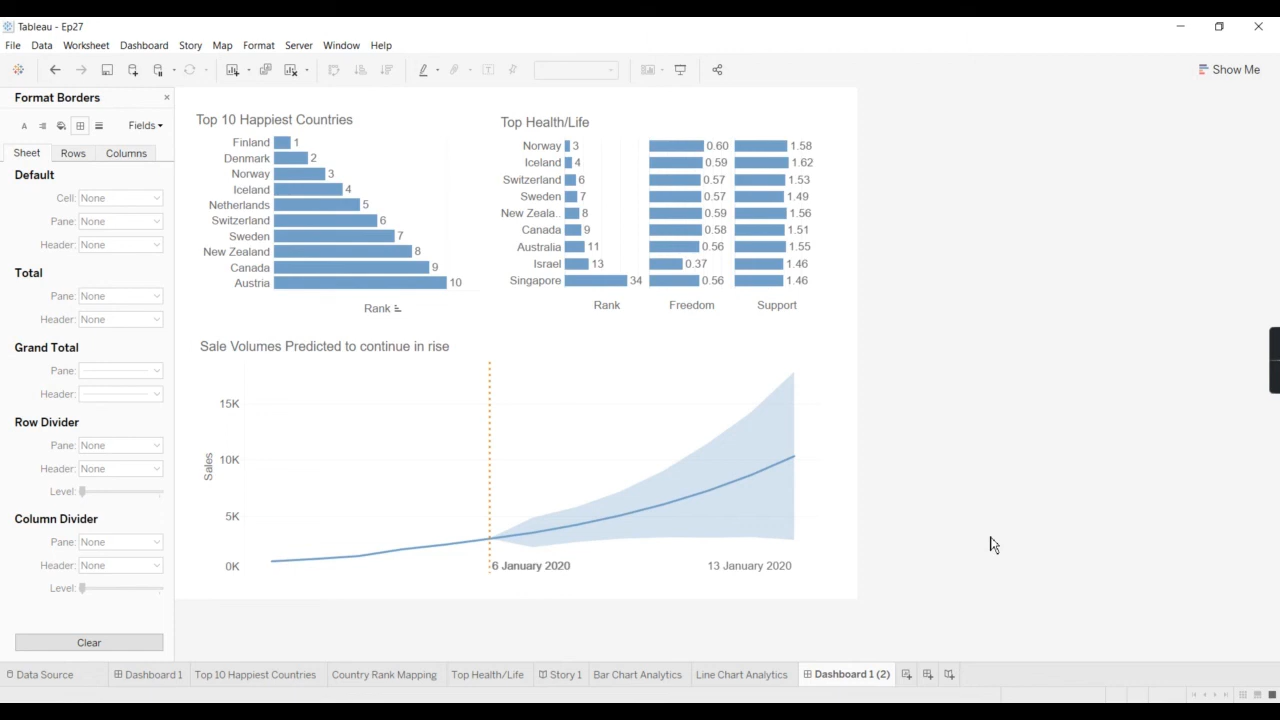 Tableau - Ep27
File Data Worksheet Dashboard Story Map Format Server Window Help
Show Me
Format Borders
Fields
Sheet Rows Columns
Default
Cell: None
Pane: None
Header: None
Total
Pane: None
Header: None
Grand Total
Pane:
Header:
Row Divider
Pane: None
Header: None
Level:
Column Divider
Pane: None
Header: None
Level:
Clear
Top 10 Happiest Countries
Finland 1
Denmark 2
Norway 3
Iceland 4
Netherlands 5
Switzerland 6
Sweden 7
New Zealand 8
Canada 9
Austria 10
Rank
Top Health/Life
Norway 3 0.60 1.58
Iceland 4 0.59 1.62
Switzerland 6 0.57 1.53
Sweden 7 0.57 1.49
New Zeala.. 8 0.59 1.56
Canada 9 0.58 1.51
Australia 11 0.56 1.55
Israel 13 0.37 1.46
Singapore 34 0.56 1.46
Rank Freedom Support
Sale Volumes Predicted to continue in rise
15K
10K
5K
0K
Sales
6 January 2020 13 January 2020
Data Source Dashboard 1 Top 10 Happiest Countries Country Rank Mapping Top Health/Life Story 1 Bar Chart Analytics Line Chart Analytics Dashboard 1 (2)